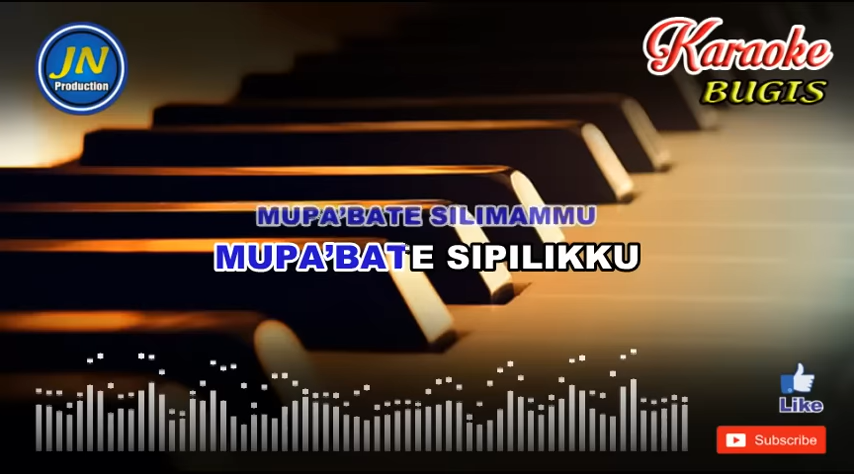 JN
Production
Karaoke
BUGIS
MUPA'BATE SILIMAMMU
MUPA'BATE SIPILIKKU
Like
Subscribe